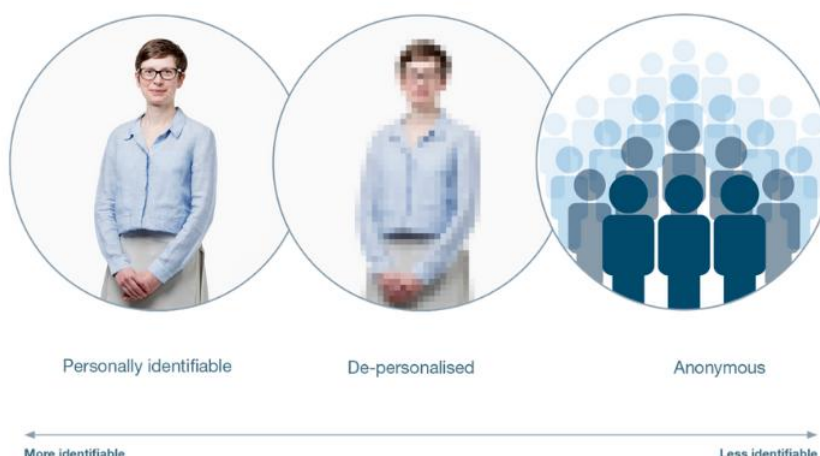 Personally identifiable
De-personalised
Anonymous
More identifiable
Less identifiable